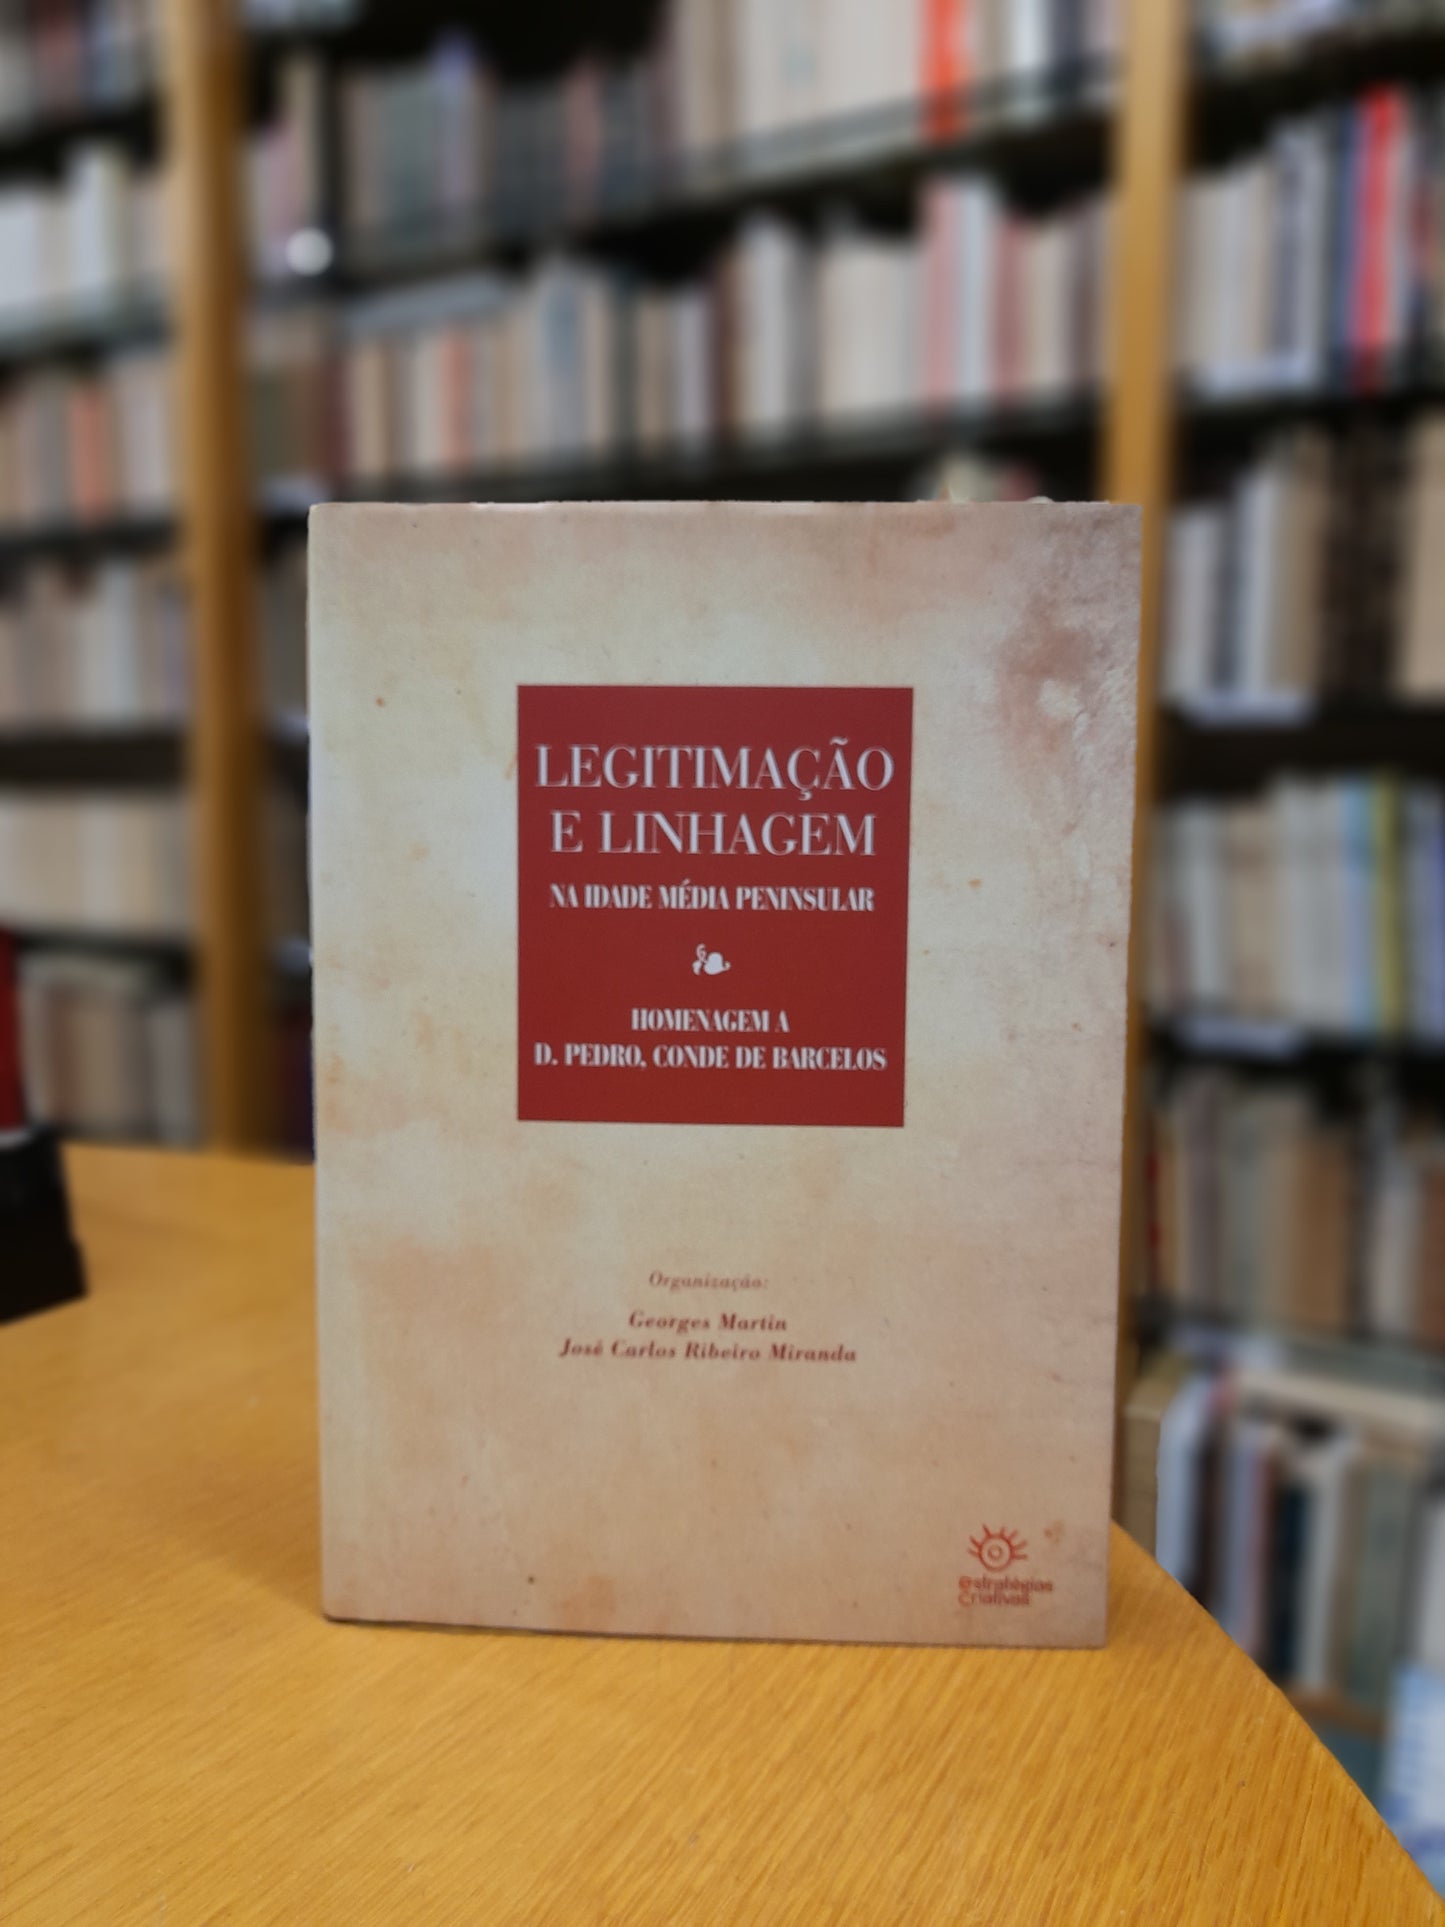 LEGITIMAÇÃO
E LINHAGEM
NA IDADE MÉDIA PENINSULAR
HOMENAGEM A
D. PEDRO, CONDE DE BARCELOS
Organização:
Georges Martin
José Carlos Ribeiro Miranda
estratégias
Criativas